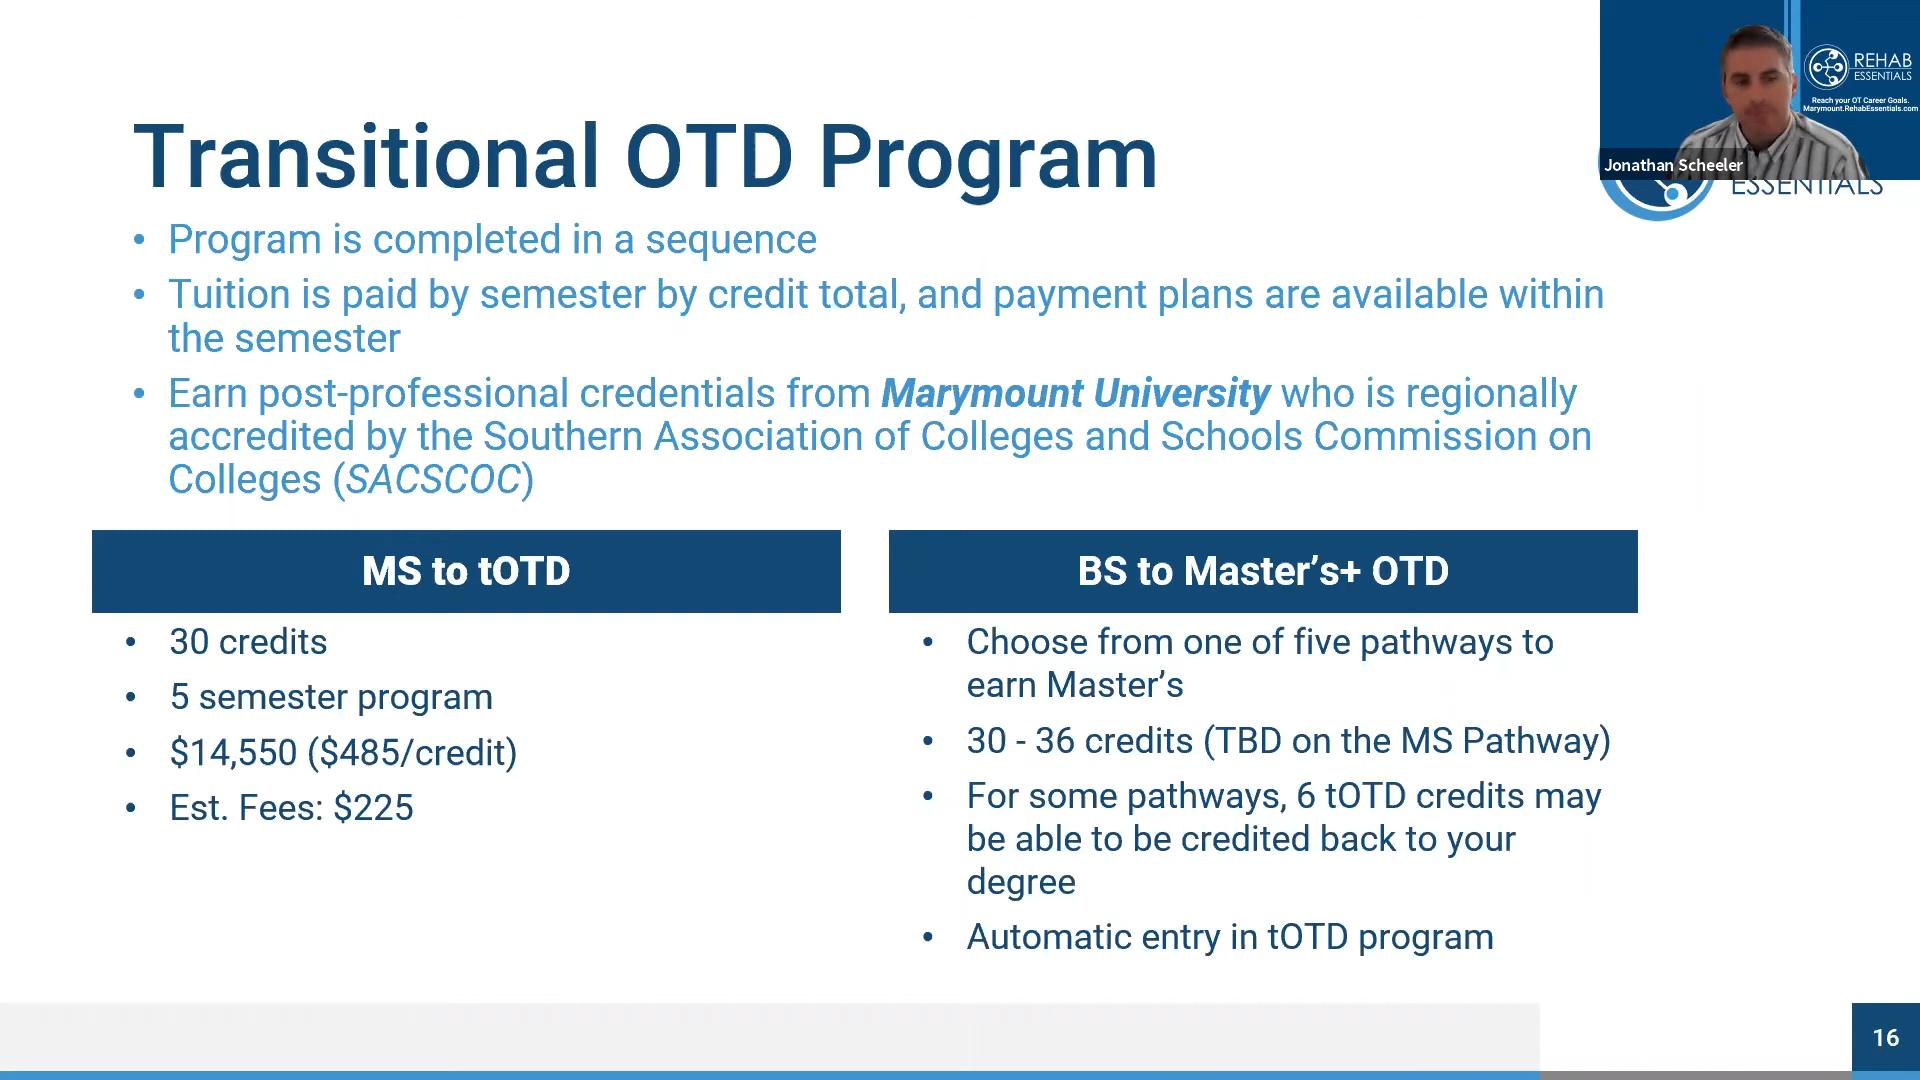 REHAB
ESSENTIALS
Reach your OT Career Goals.
Marymount.RehabEssentials.com
Jonathan Scheeler
ESSENTIALS
Transitional OTD Program
• Program is completed in a sequence
• Tuition is paid by semester by credit total, and payment plans are available within
the semester
• Earn post-professional credentials from Marymount University who is regionally
accredited by the Southern Association of Colleges and Schools Commission on
Colleges (SACSCOC)
MS to tOTD
• 30 credits
• 5 semester program
• $14,550 ($485/credit)
• Est. Fees: $225
BS to Master’s+ OTD
• Choose from one of five pathways to
earn Master’s
• 30 - 36 credits (TBD on the MS Pathway)
• For some pathways, 6 tOTD credits may
be able to be credited back to your
degree
• Automatic entry in tOTD program
16